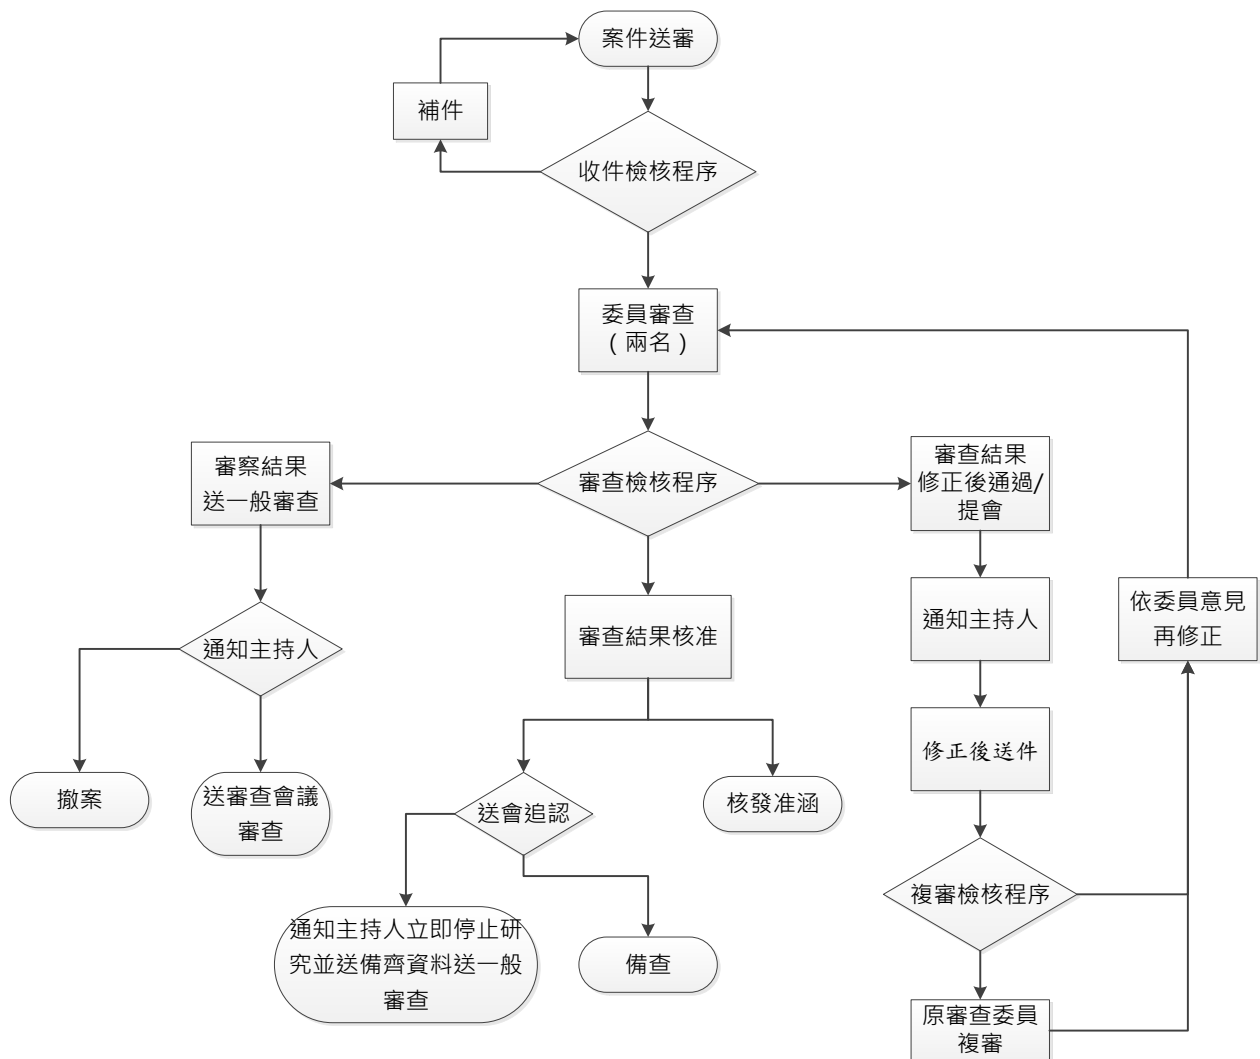 案件送審
補件
收件檢核程序
委員審查
（兩名）
審察結果
送一般審查
審查檢核程序
審查結果
修正後通過/
提會
通知主持人
審查結果核准
通知主持人
依委員意見
再修正
修正後送件
撤案
送審查會議
審查
送會追認
核發准涵
複審檢核程序
通知主持人立即停止研
究並送備齊資料送一般
審查
備查
原審查委員
複審